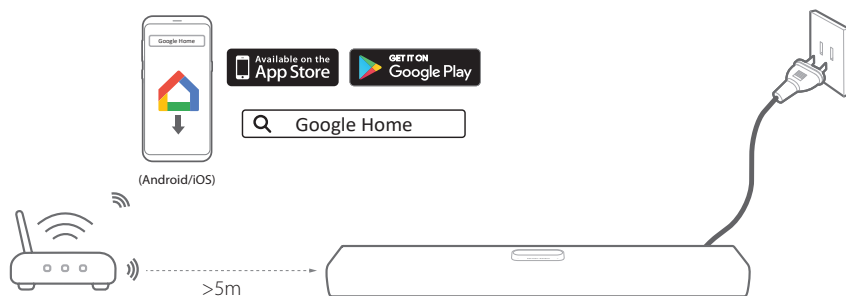 Google Home
Available on the
App Store
GET IT ON
Google Play
Google Home
(Android/iOS)
>5m